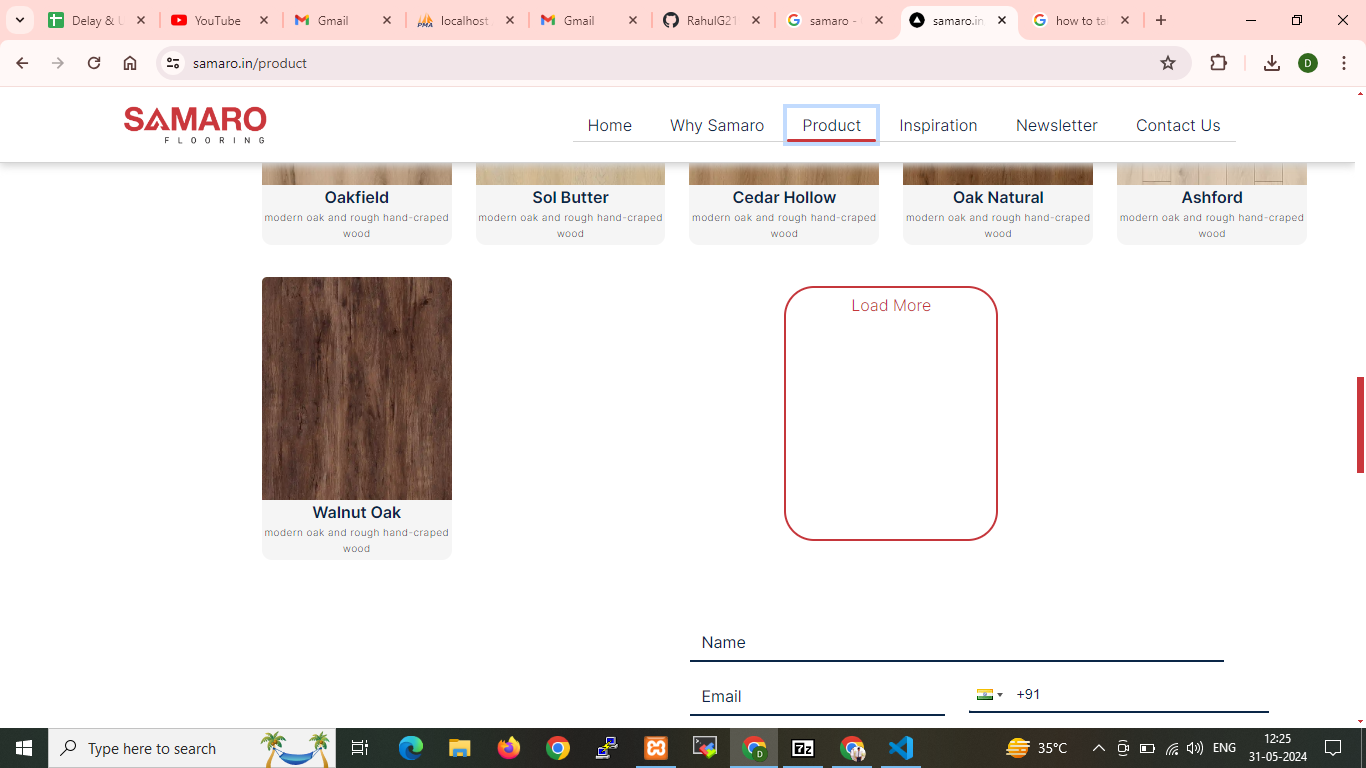 Delay & U
YouTube
Gmail
localhost
Gmail
RahulG21
samaro -
samaro.in
how to ta
samaro.in/product
D
SAMARO
FLOORING
Home
Why Samaro
Product
Inspiration
Newsletter
Contact Us
Oakfield
modern oak and rough hand-craped
wood
Sol Butter
modern oak and rough hand-craped
wood
Cedar Hollow
modern oak and rough hand-craped
wood
Oak Natural
modern oak and rough hand-craped
wood
Ashford
modern oak and rough hand-craped
wood
Walnut Oak
modern oak and rough hand-craped
wood
Load More
Name
Email
+91
Type here to search
35°C
ENG
12:25
31-05-2024